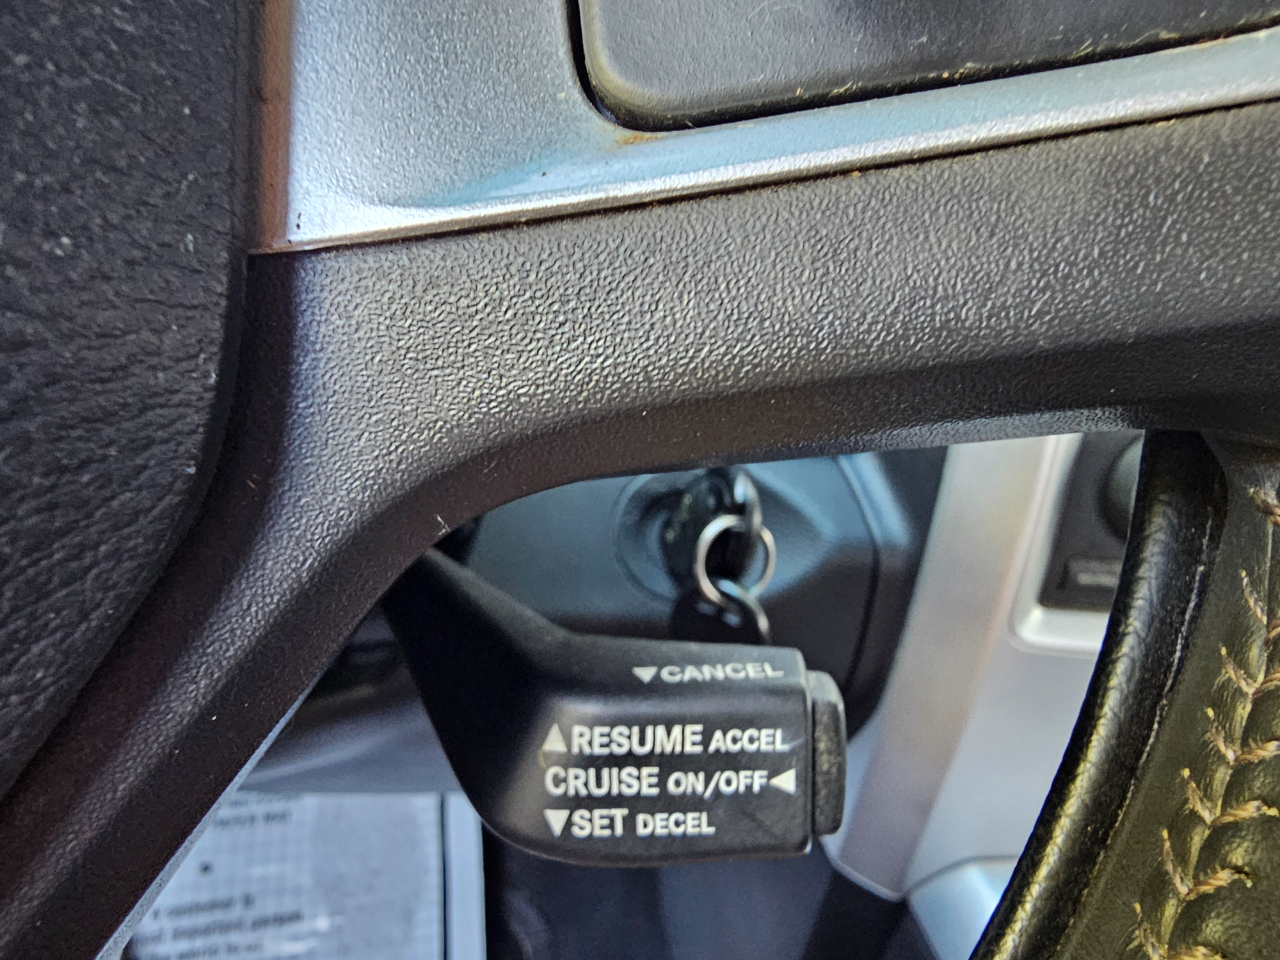 ▼CANCEL
▲RESUME ACCEL
CRUISE ON/OFF◀
▼SET DECEL